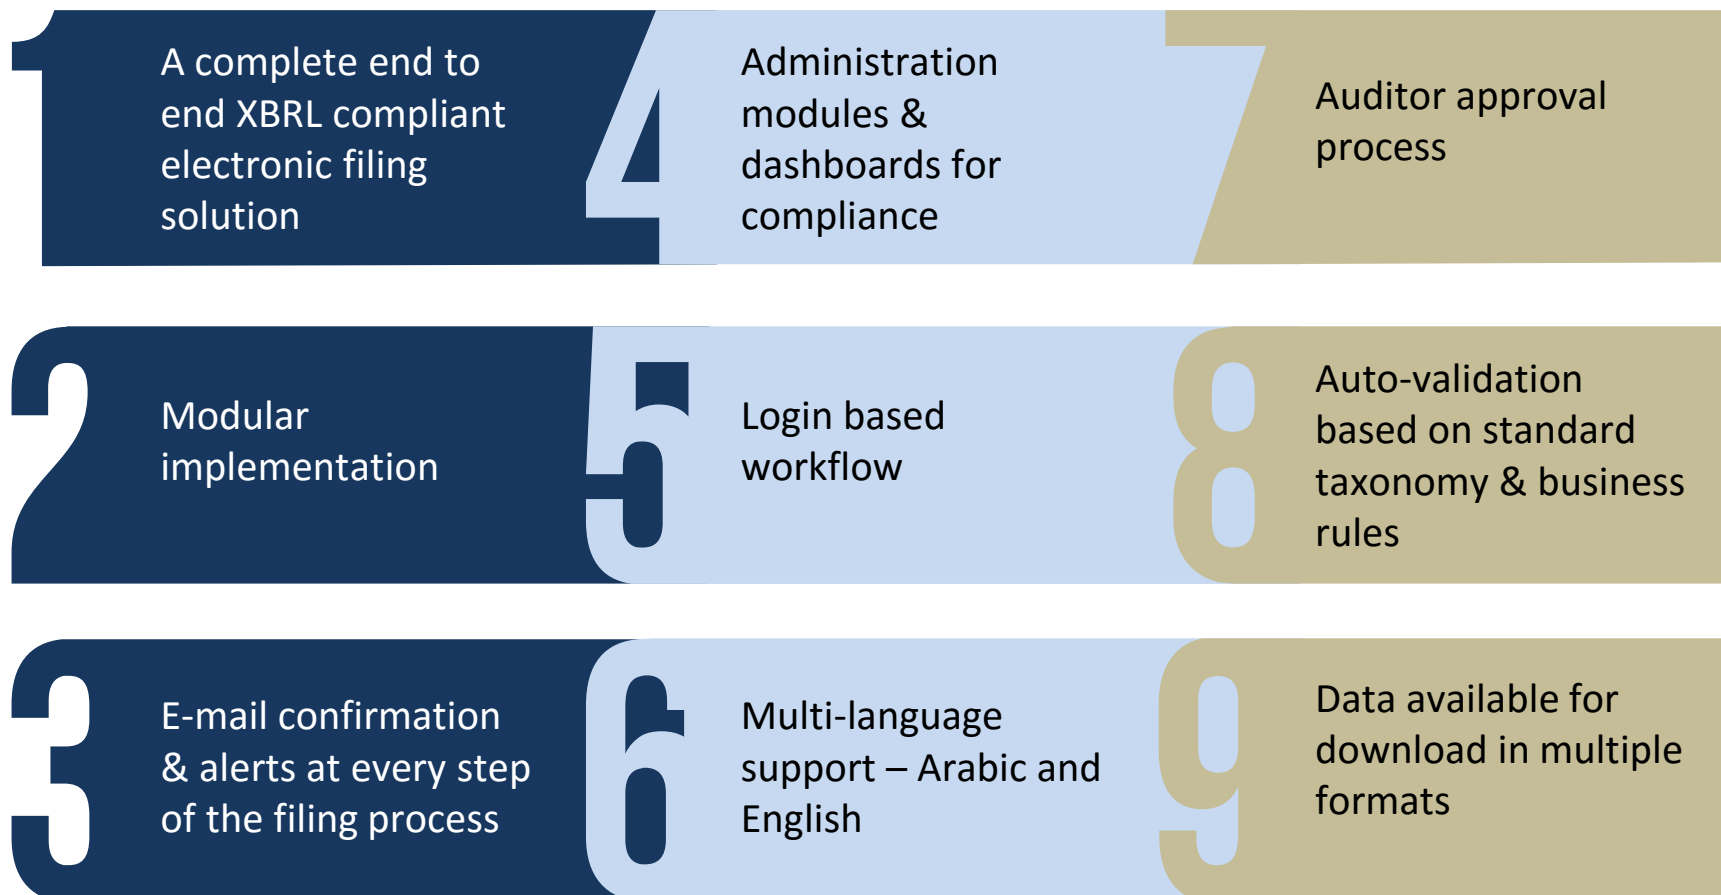 1
A complete end to
end XBRL compliant
electronic filing
solution
2
Modular
implementation
3
E-mail confirmation
& alerts at every step
of the filing process
4
Administration
modules &
dashboards for
compliance
5
Login based
workflow
6
Multi-language
support – Arabic and
English
7
Auditor approval
process
8
Auto-validation
based on standard
taxonomy & business
rules
9
Data available for
download in multiple
formats